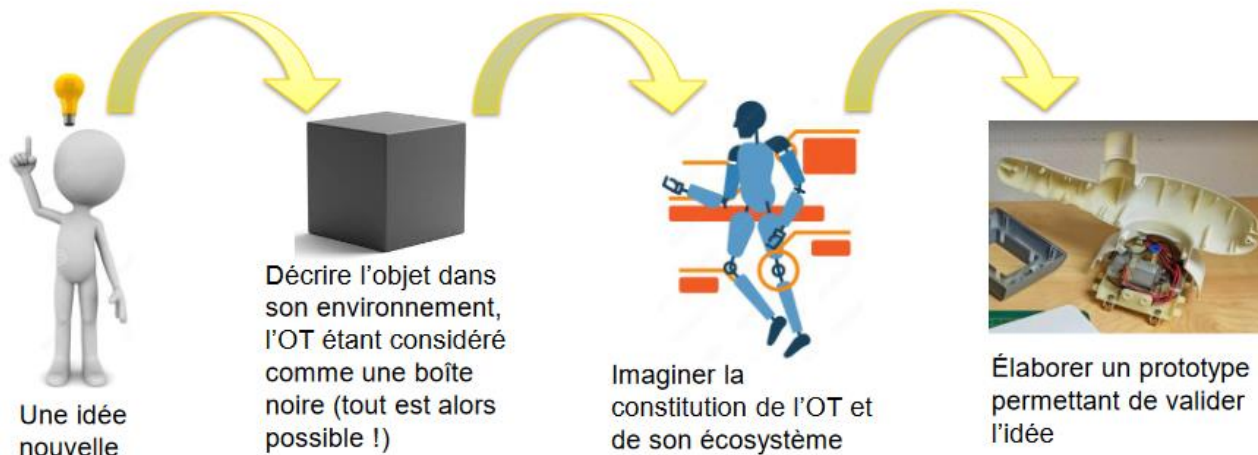 Une idée
nouvelle
Décrire l’objet dans
son environnement,
l’OT étant considéré
comme une boîte
noire (tout est alors
possible !)
Imaginer la
constitution de l’OT et
de son écosystème
Élaborer un prototype
permettant de valider
l’idée